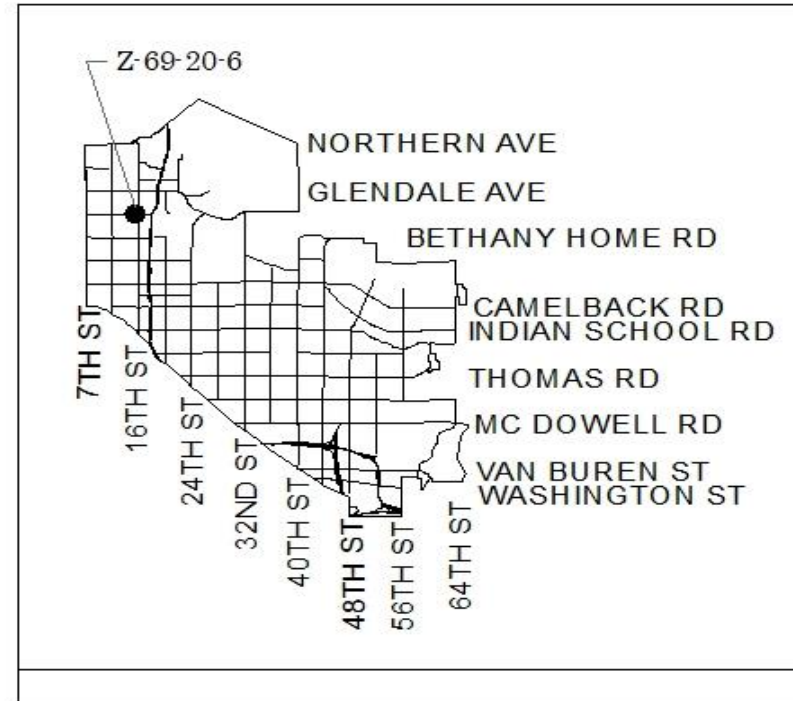 Z-69-20-6
NORTHERN AVE
GLENDALE AVE
BETHANY HOME RD
CAMELBACK RD
INDIAN SCHOOL RD
THOMAS RD
MC DOWELL RD
VAN BUREN ST
WASHINGTON ST
7TH ST
16TH ST
24TH ST
32ND ST
40TH ST
48TH ST
56TH ST
64TH ST